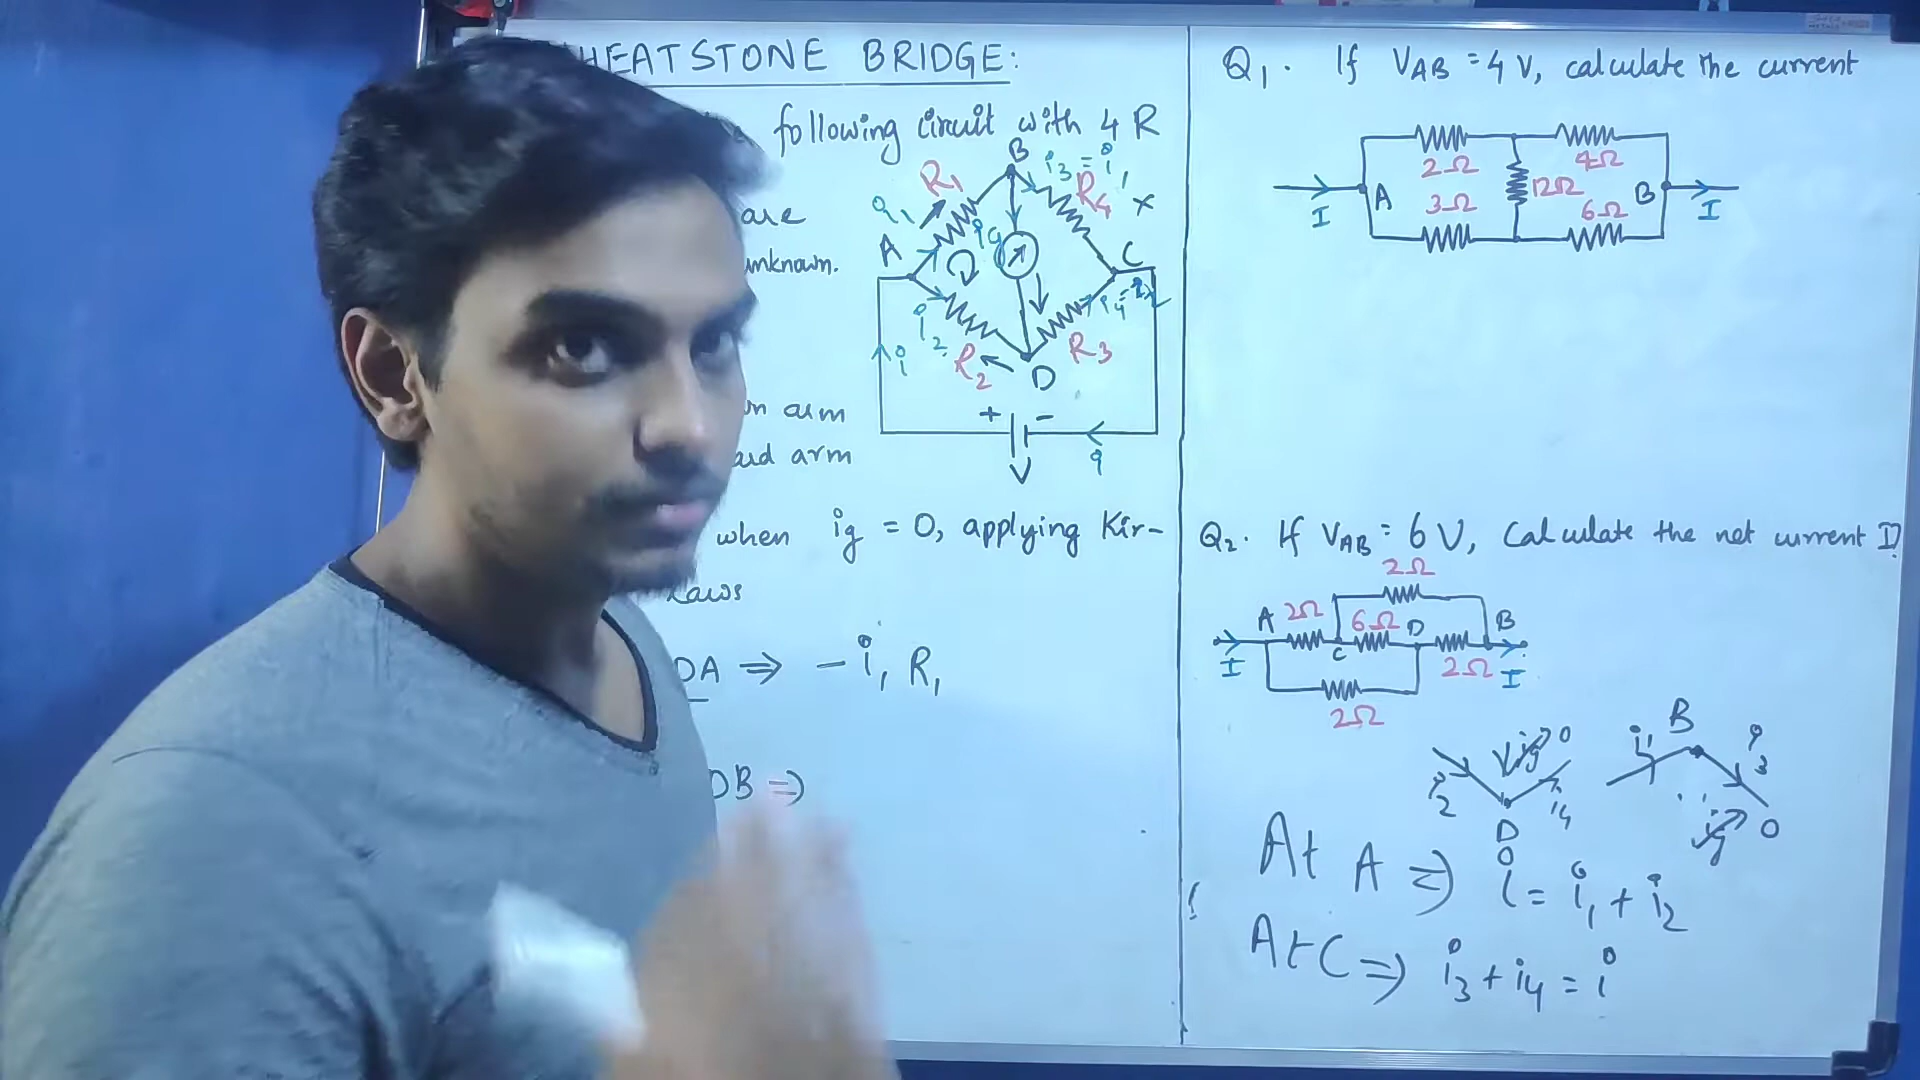 HEATSTONE BRIDGE:
following circuit with 4 R
are
unknown.
B
i3 = i1
R1
R4
X
i1
ig
A
C
i4 = i2
i2
i
R2
R3
D
+ -
V
i
arm
arm
when ig = 0, applying Kir-
Laws
DA ⇒ - i1 R1
DB ⇒
Q1. If VAB = 4 V, calculate the current
2Ω
4Ω
12Ω
A
B
3Ω
6Ω
I
I
Q2. If VAB = 6 V, Calculate the net current I?
2Ω
A 2Ω 6Ω D B
C
I
2Ω I
2Ω
ig 0
i2
i4
D
B
i1
i3
ig 0
At A ⇒ i = i1 + i2
At C ⇒ i3 + i4 = i